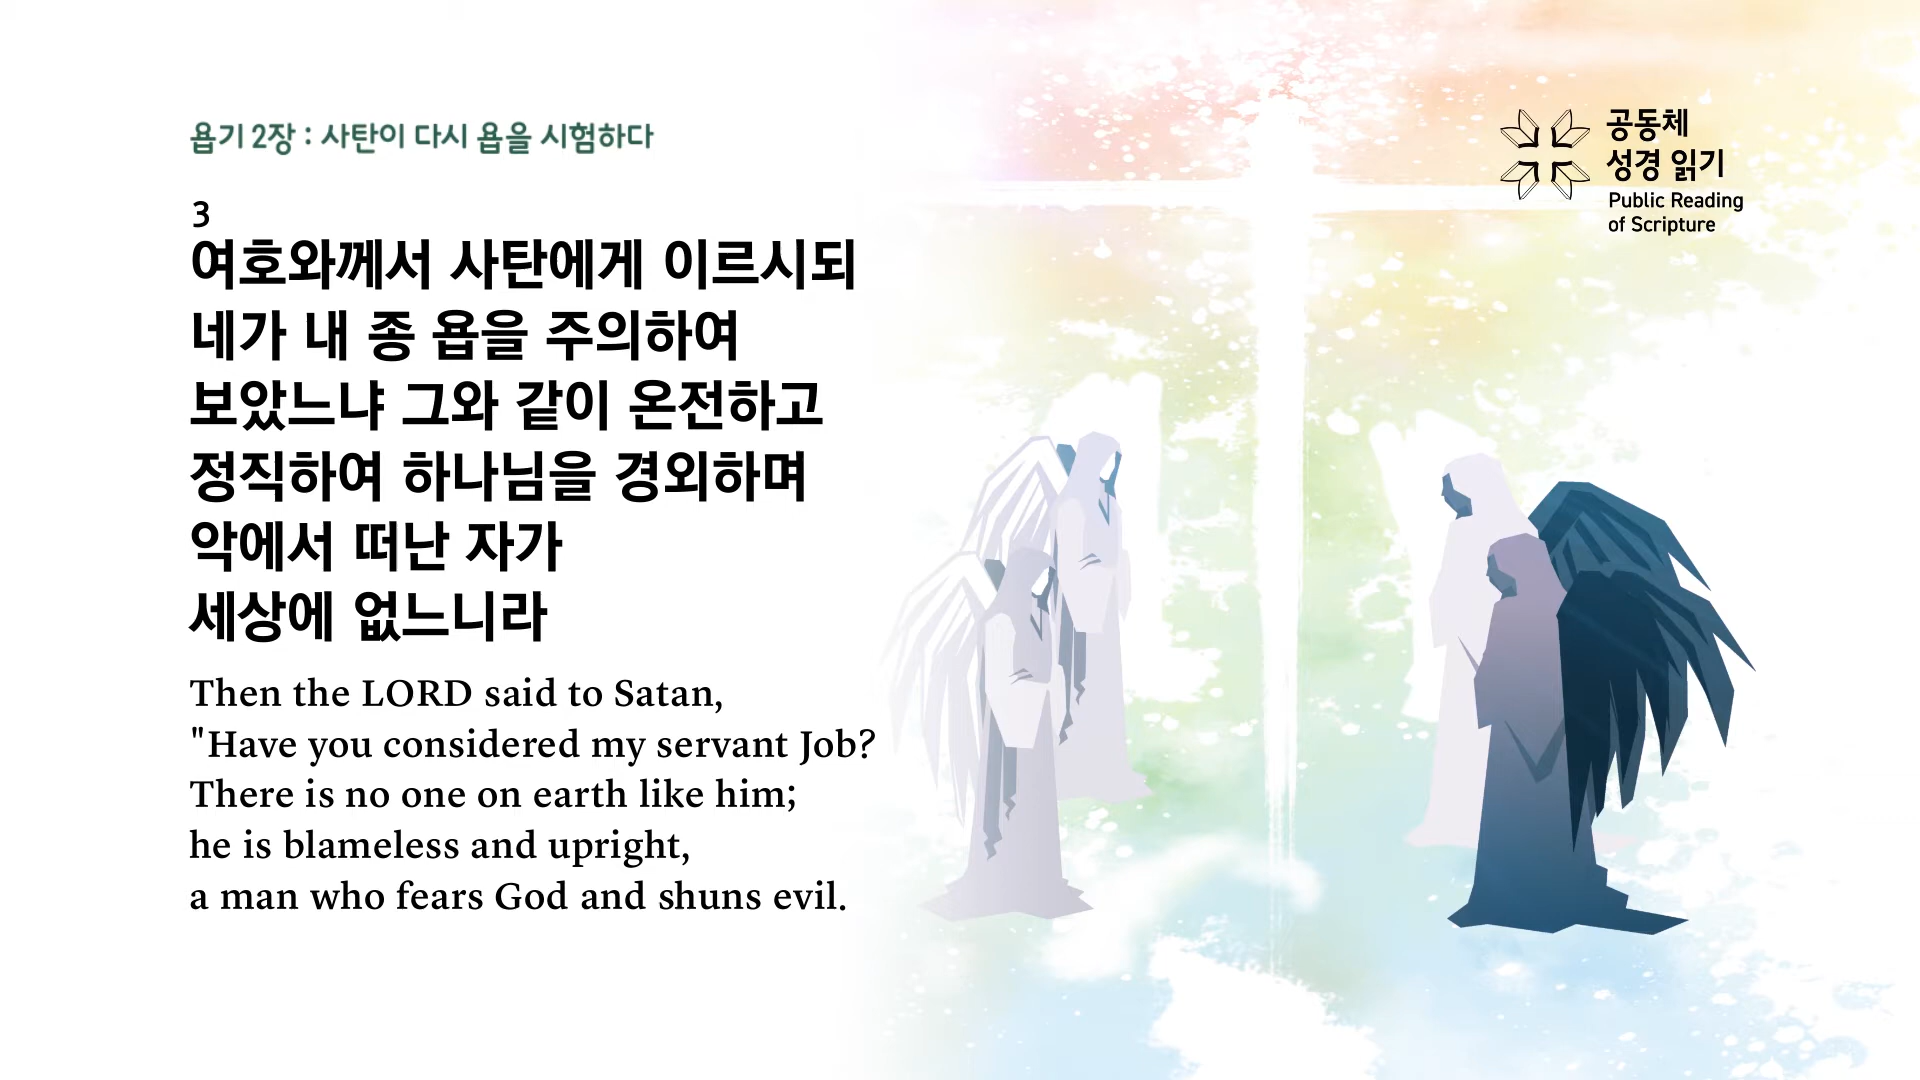 욥기 2장 : 사탄이 다시 욥을 시험하다
3
여호와께서 사탄에게 이르시되
네가 내 종 욥을 주의하여
보았느냐 그와 같이 온전하고
정직하여 하나님을 경외하며
악에서 떠난 자가
세상에 없느니라
Then the LORD said to Satan,
"Have you considered my servant Job?
There is no one on earth like him;
he is blameless and upright,
a man who fears God and shuns evil.
공동체
성경 읽기
Public Reading
of Scripture